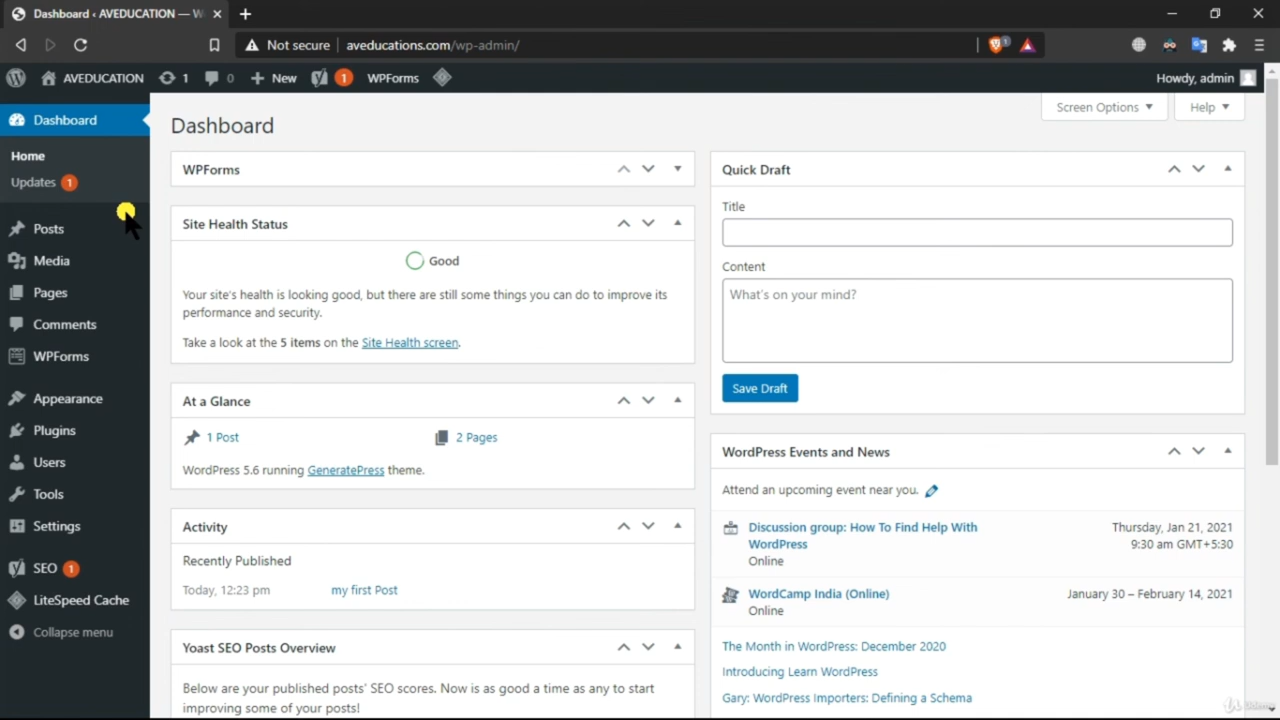 Dashboard ‹ AVEDUCATION — W
Not secure
aveducations.com/wp-admin/
1
AVEDUCATION
1
0
New
1
WPForms
Howdy, admin
Dashboard
Home
Updates 1
Posts
Media
Pages
Comments
WPForms
Appearance
Plugins
Users
Tools
Settings
SEO 1
LiteSpeed Cache
Collapse menu
Screen Options
Help
Dashboard
WPForms
Site Health Status
Good
Your site's health is looking good, but there are still some things you can do to improve its
performance and security.
Take a look at the 5 items on the Site Health screen.
At a Glance
1 Post
2 Pages
WordPress 5.6 running GeneratePress theme.
Activity
Recently Published
Today, 12:23 pm
my first Post
Yoast SEO Posts Overview
Below are your published posts' SEO scores. Now is as good a time as any to start
improving some of your posts!
Quick Draft
Title
Content
What's on your mind?
Save Draft
WordPress Events and News
Attend an upcoming event near you.
Discussion group: How To Find Help With
WordPress
Online
Thursday, Jan 21, 2021
9:30 am GMT+5:30
WordCamp India (Online)
Online
January 30 – February 14, 2021
The Month in WordPress: December 2020
Introducing Learn WordPress
Gary: WordPress Importers: Defining a Schema
Udemy